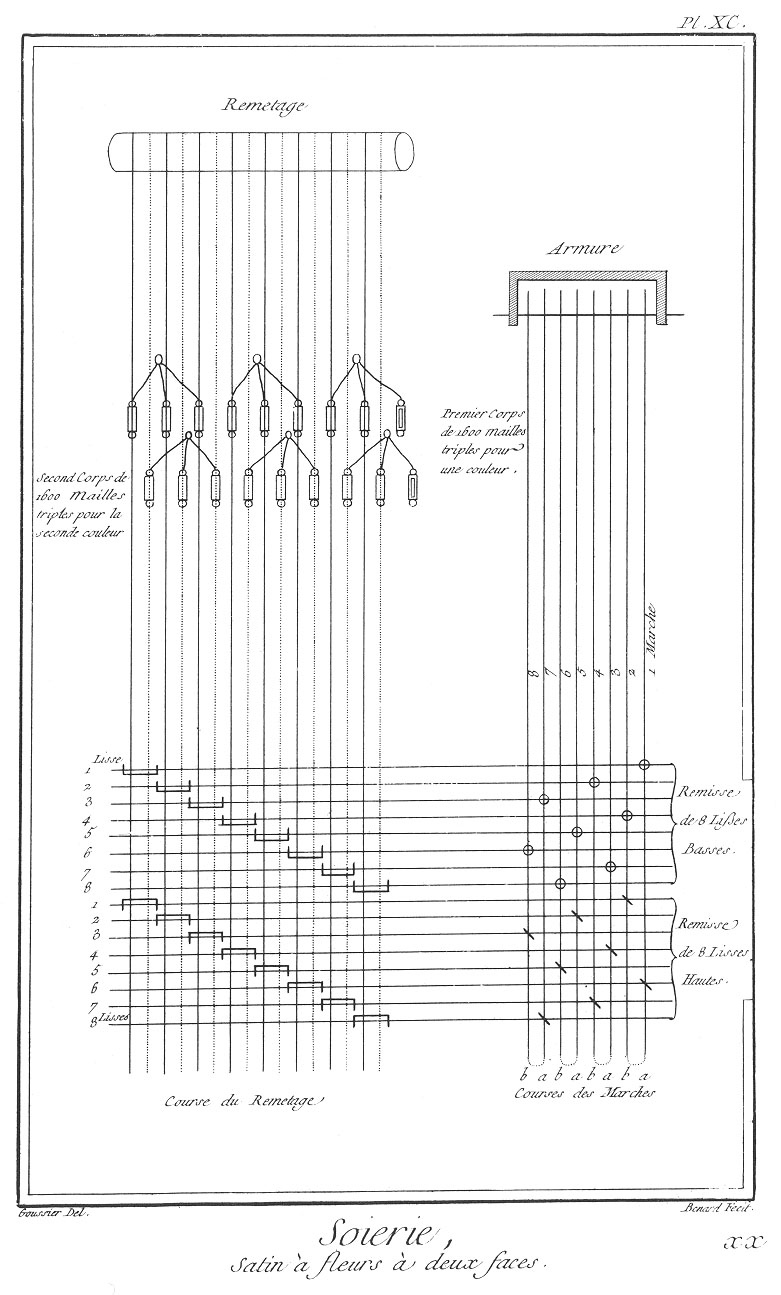 Pl. XC.
Remetage
Armure
Premier Corps
de 1600 mailles
triples pour
une couleur.
Second Corps de
1600 mailles
triples pour la
seconde couleur
8 7 6 5 4 3 2 1 Marche
Lisse
1
2
3
4
5
6
7
8
Remisse
de 8 Lisses
Basses.
1
2
3
4
5
6
7
8 Lisses
Remisse
de 8 Lisses
Hautes.
b a b a b a b a
Courses des Marches
Course du Remetage
Goussier Del.
Benard Fecit.
Soierie,
Satin à fleurs à deux faces.
XX